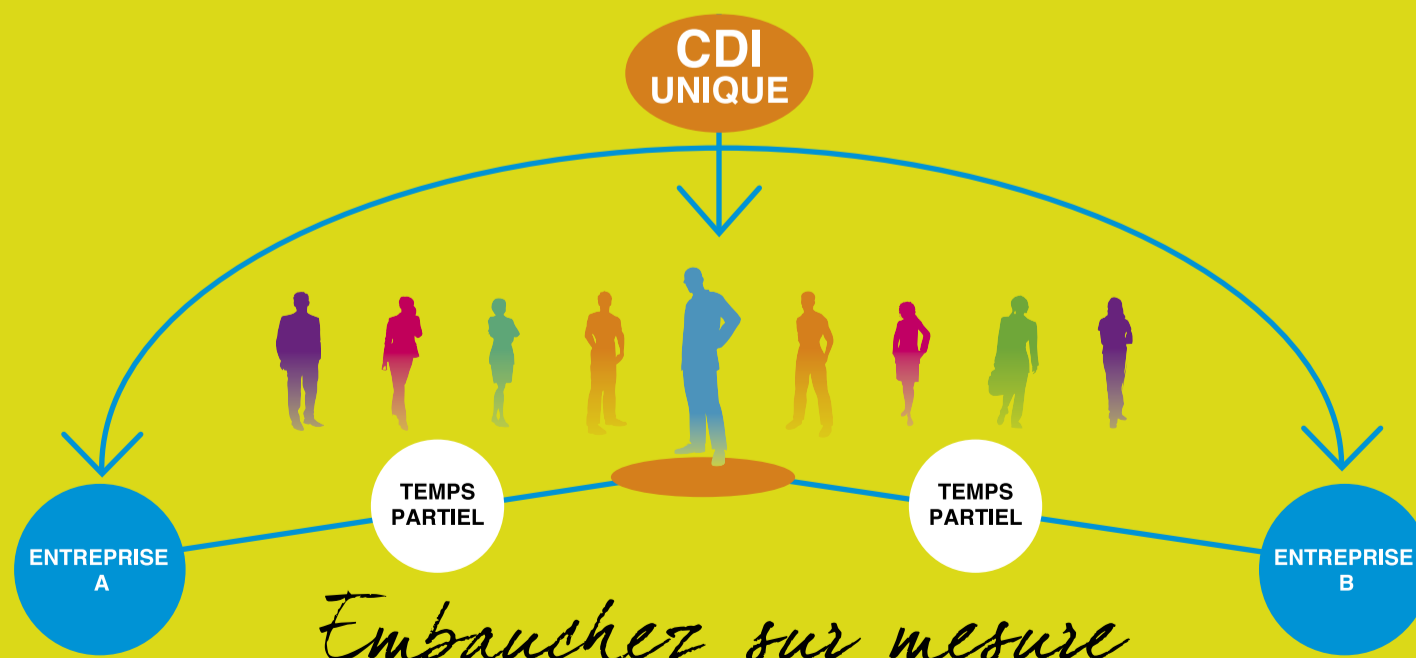 CDI
UNIQUE
TEMPS
PARTIEL
TEMPS
PARTIEL
ENTREPRISE
A
ENTREPRISE
B
Embauchez sur mesure